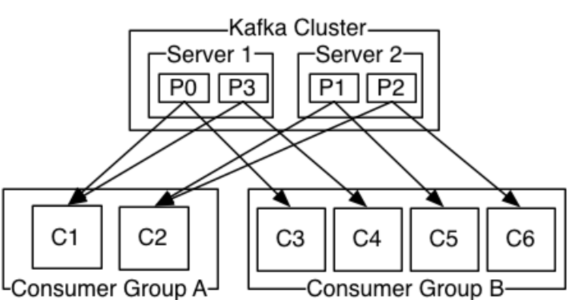 Kafka Cluster
Server 1 Server 2
P0 P3 P1 P2
C1 C2 C3 C4 C5 C6
Consumer Group A Consumer Group B